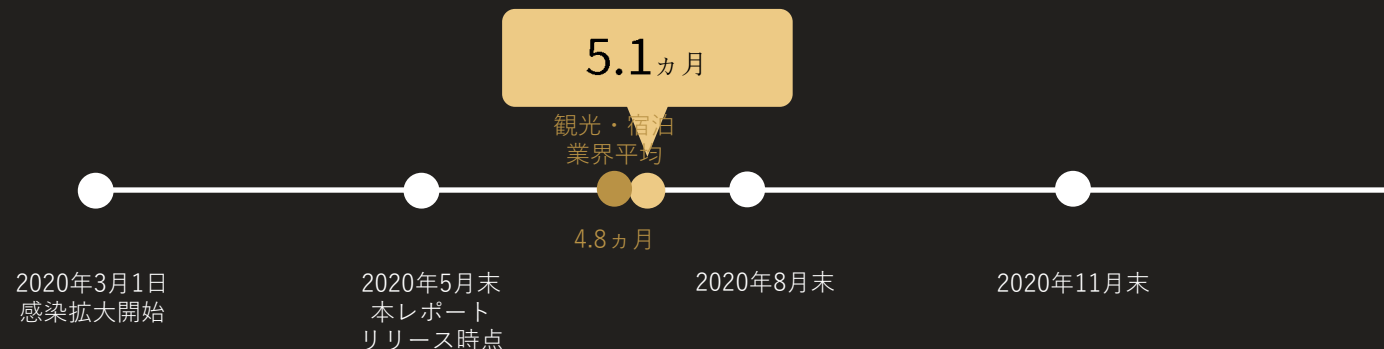 5.1ヵ月
観光・宿泊
業界平均
4.8ヵ月
2020年3月1日
感染拡大開始
2020年5月末
本レポート
リリース時点
2020年8月末
2020年11月末